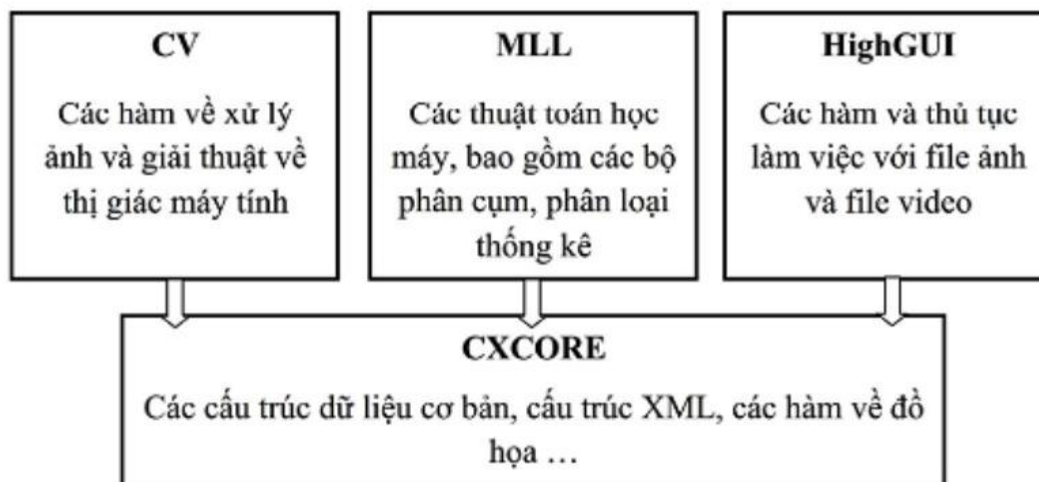 CV
Các hàm về xử lý
ảnh và giải thuật về
thị giác máy tính
MLL
Các thuật toán học
máy, bao gồm các bộ
phân cụm, phân loại
thống kê
HighGUI
Các hàm và thủ tục
làm việc với file ảnh
và file video
CXCORE
Các cấu trúc dữ liệu cơ bản, cấu trúc XML, các hàm về đồ
họa ...